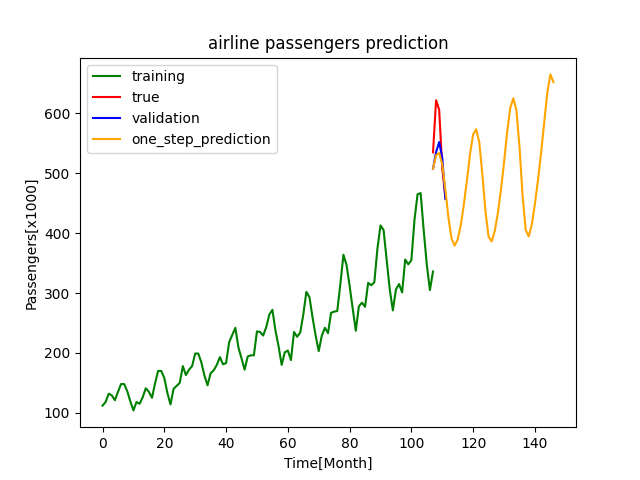 airline passengers prediction
training
true
validation
one_step_prediction
Passengers[x1000]
600
500
400
300
200
100
0 20 40 60 80 100 120 140
Time[Month]